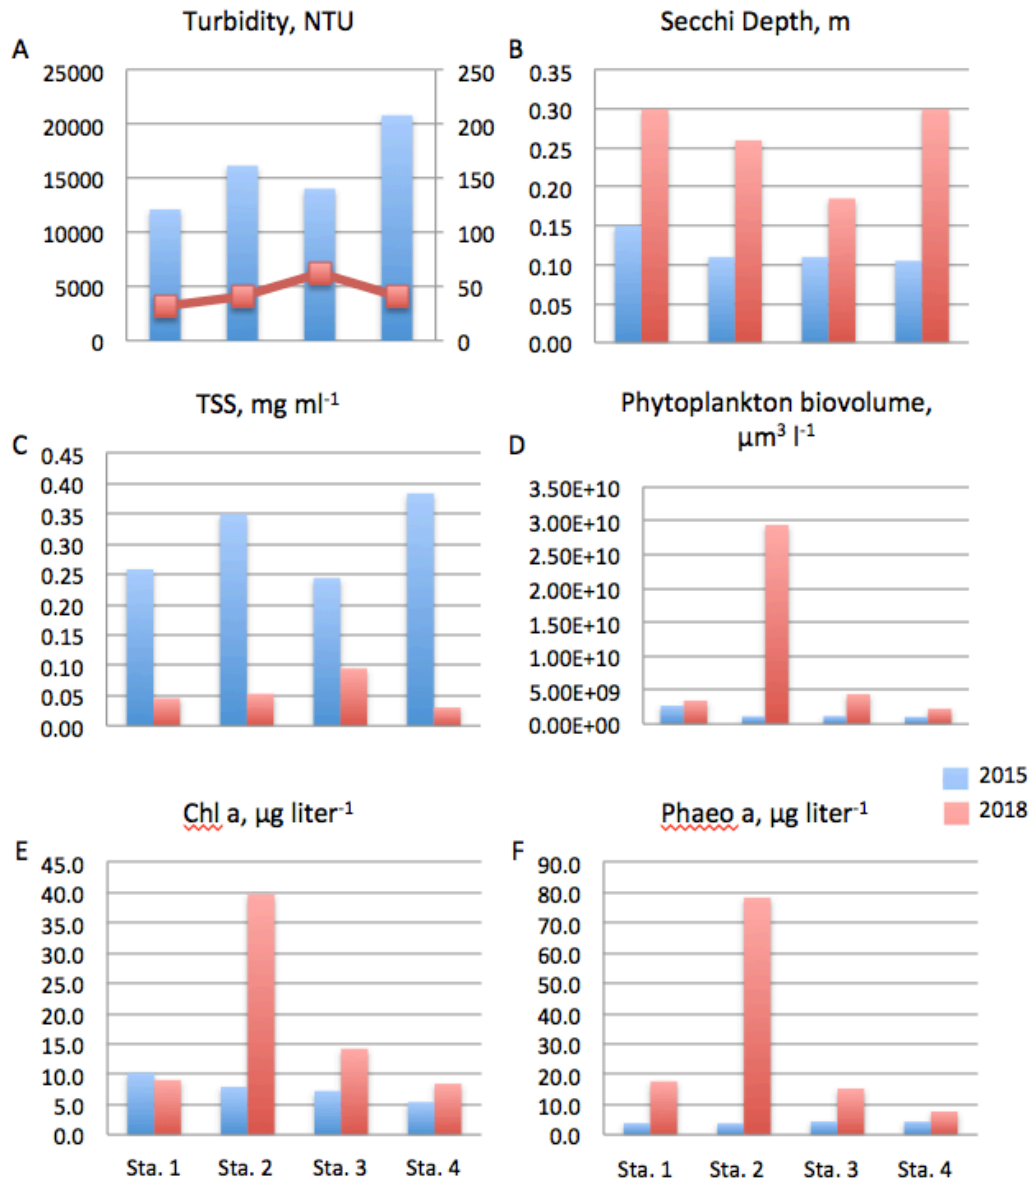 Turbidity, NTU
A
25000
20000
15000
10000
5000
0
250
200
150
100
50
0
Secchi Depth, m
B
0.35
0.30
0.25
0.20
0.15
0.10
0.05
0.00
TSS, mg ml-1
C
0.45
0.40
0.35
0.30
0.25
0.20
0.15
0.10
0.05
0.00
Phytoplankton biovolume,
µm3 l-1
D
3.50E+10
3.00E+10
2.50E+10
2.00E+10
1.50E+10
1.00E+10
5.00E+09
0.00E+00
2015
2018
Chl a, µg liter-1
E
45.0
40.0
35.0
30.0
25.0
20.0
15.0
10.0
5.0
0.0
Sta. 1 Sta. 2 Sta. 3 Sta. 4
Phaeo a, µg liter-1
F
90.0
80.0
70.0
60.0
50.0
40.0
30.0
20.0
10.0
0.0
Sta. 1 Sta. 2 Sta. 3 Sta. 4